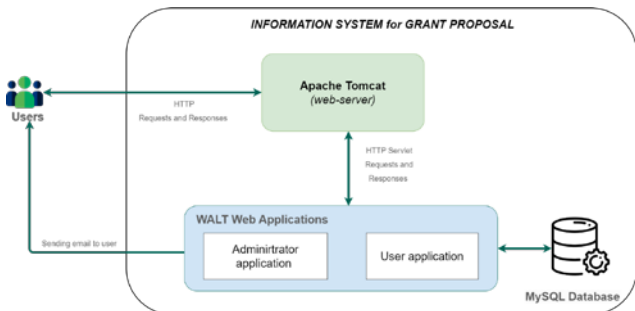 INFORMATION SYSTEM for GRANT PROPOSAL
Apache Tomcat
(web-server)
Users
HTTP
Requests and Responses
HTTP Servlet
Requests and
Responses
WALT Web Applications
Adminirtrator
application
User application
Sending email to user
MySQL Database